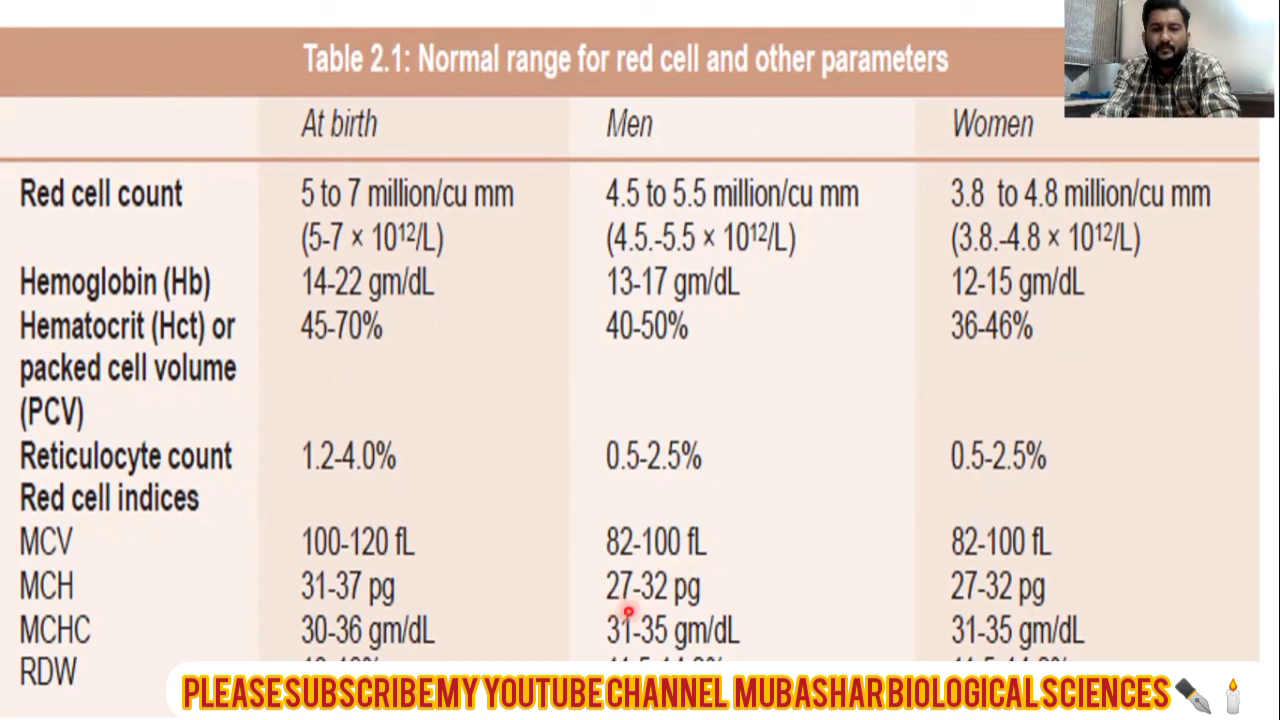 Table 2.1: Normal range for red cell and other parameters
At birth Men Women
Red cell count 5 to 7 million/cu mm 4.5 to 5.5 million/cu mm 3.8 to 4.8 million/cu mm
(5-7 × 10¹²/L) (4.5.-5.5 × 10¹²/L) (3.8.-4.8 × 10¹²/L)
Hemoglobin (Hb) 14-22 gm/dL 13-17 gm/dL 12-15 gm/dL
Hematocrit (Hct) or 45-70% 40-50% 36-46%
packed cell volume
(PCV)
Reticulocyte count 1.2-4.0% 0.5-2.5% 0.5-2.5%
Red cell indices
MCV 100-120 fL 82-100 fL 82-100 fL
MCH 31-37 pg 27-32 pg 27-32 pg
MCHC 30-36 gm/dL 31-35 gm/dL 31-35 gm/dL
RDW
PLEASE SUBSCRIBE MY YOUTUBE CHANNEL MUBASHAR BIOLOGICAL SCIENCES